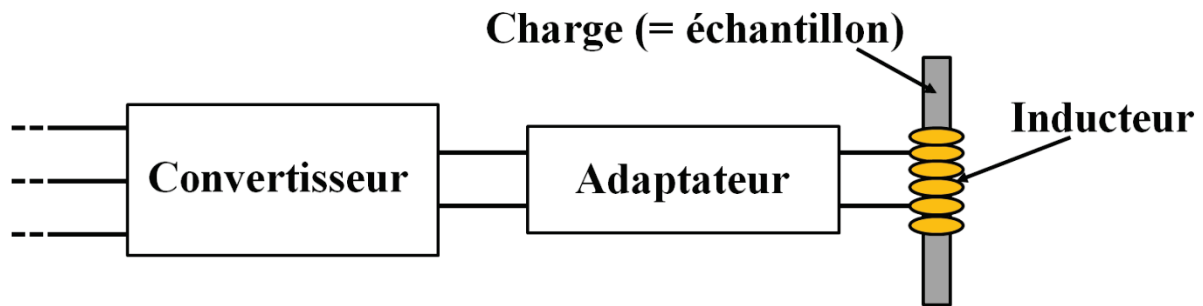 Charge (= échantillon)
Inducteur
Convertisseur
Adaptateur